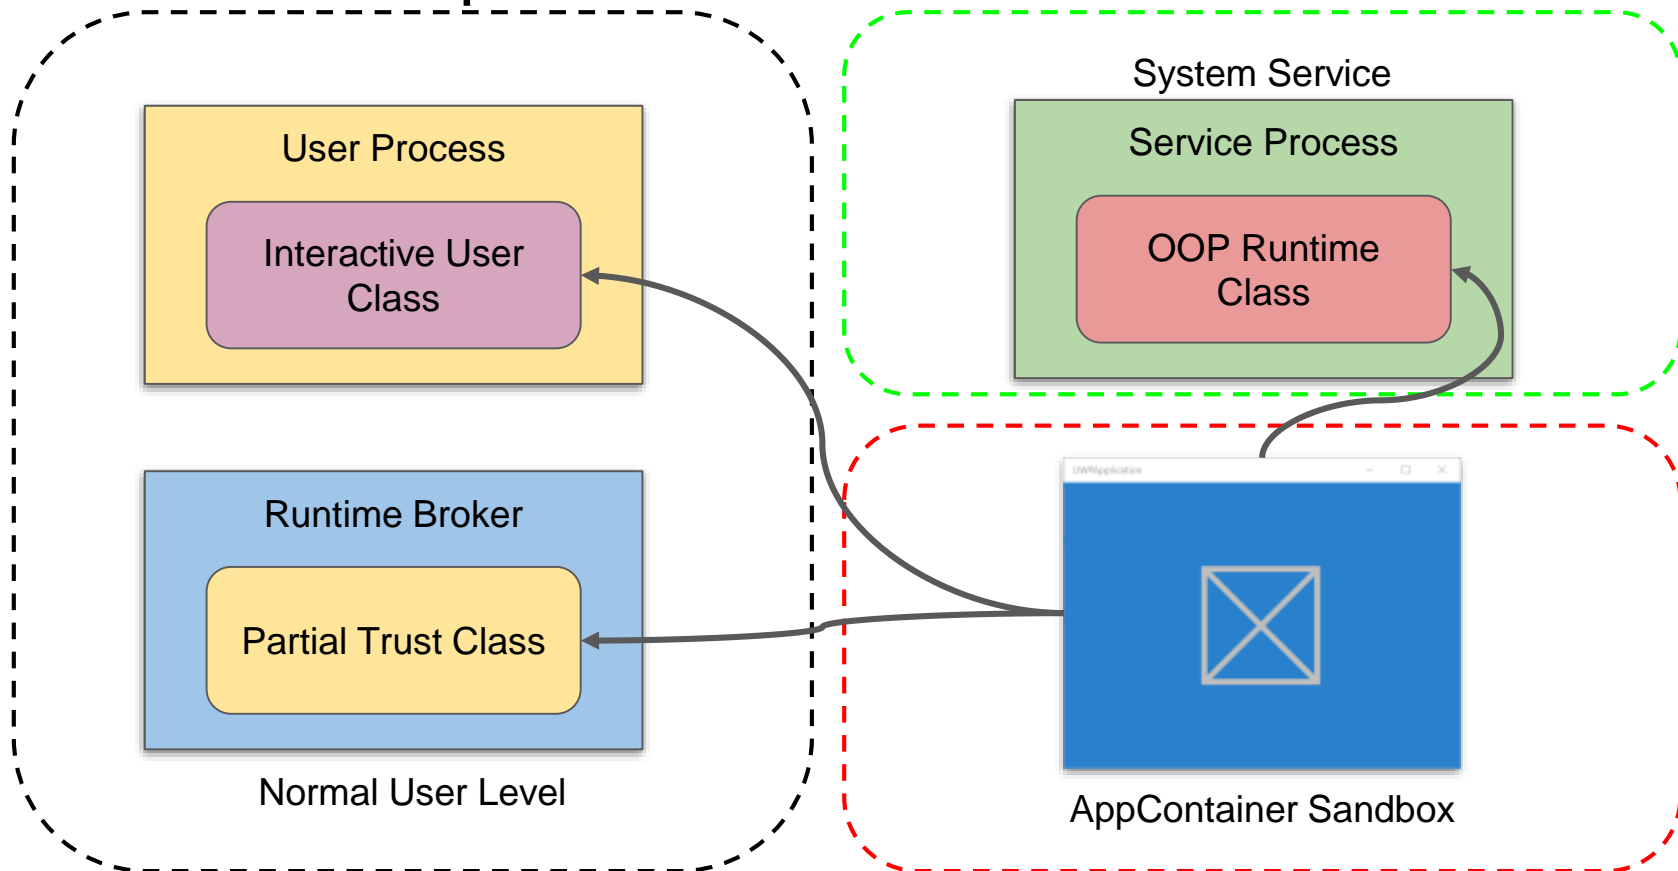 System Service
User Process
Service Process
Interactive User
Class
OOP Runtime
Class
UWPApplication
Runtime Broker
Partial Trust Class
Normal User Level
AppContainer Sandbox